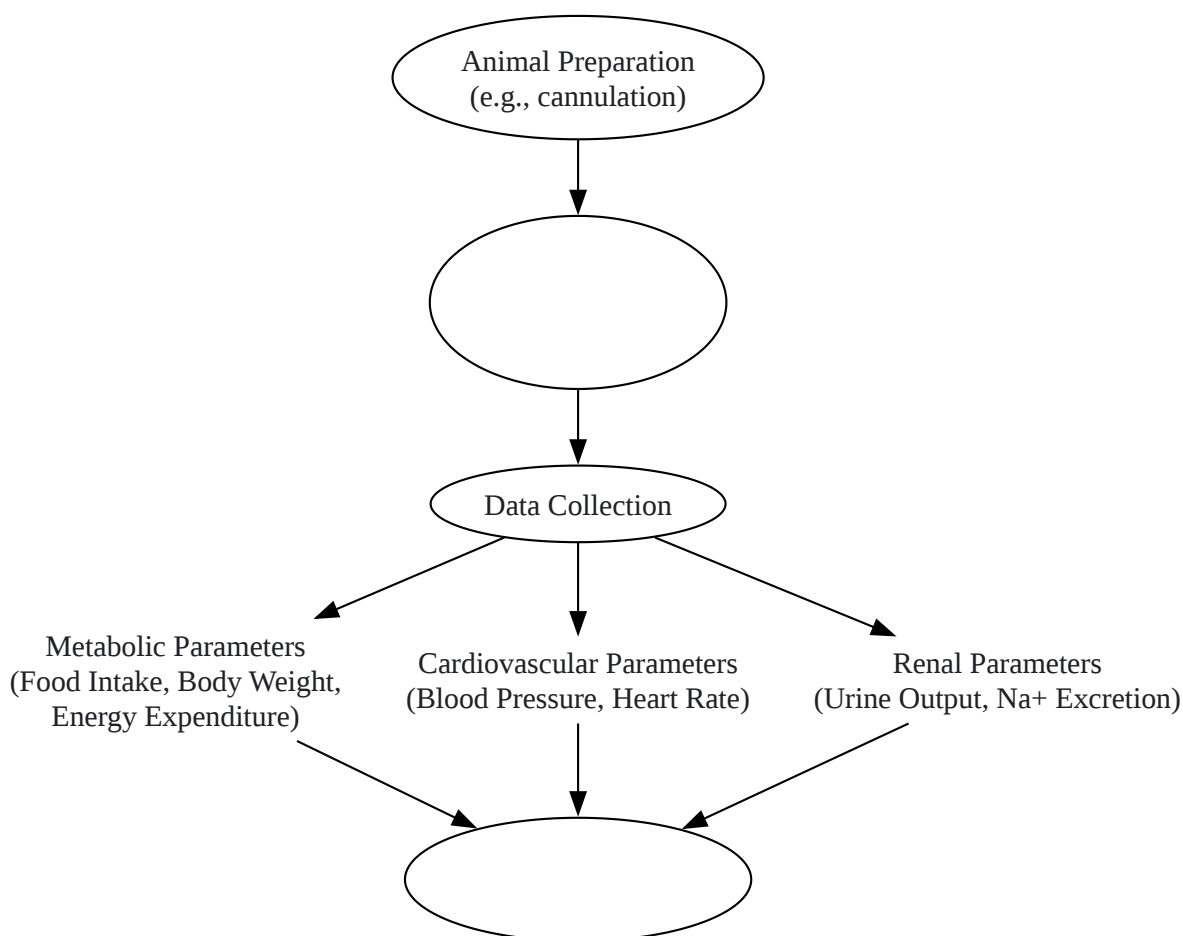 Animal Preparation
(e.g., cannulation)
Data Collection
Metabolic Parameters
(Food Intake, Body Weight,
Energy Expenditure)
Cardiovascular Parameters
(Blood Pressure, Heart Rate)
Renal Parameters
(Urine Output, Na+ Excretion)